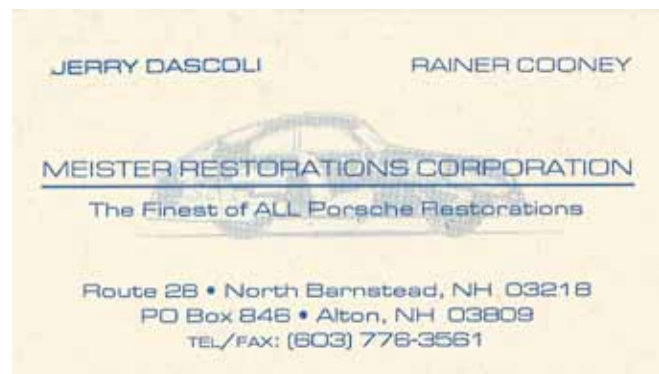 JERRY DASCOLI RAINER COONEY
MEISTER RESTORATIONS CORPORATION
The Finest of ALL Porsche Restorations
Route 28 • North Barnstead, NH 03218
PO Box 846 • Alton, NH 03809
TEL/FAX: (603) 776-3561